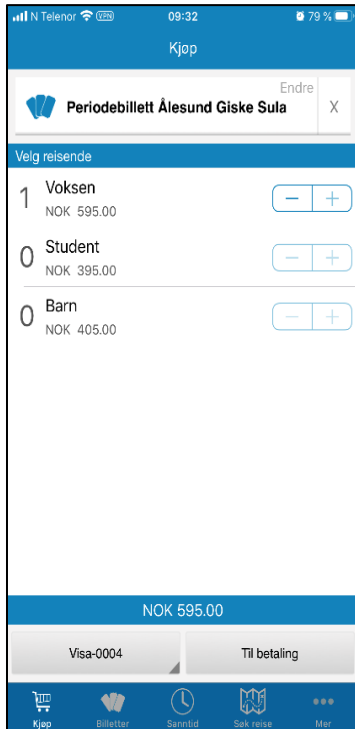 N Telenor VPN 09:32 79 %
Kjøp
Endre
Periodebillett Ålesund Giske Sula X
Velg reisende
1 Voksen
NOK 595.00
0 Student
NOK 395.00
0 Barn
NOK 405.00
NOK 595.00
Visa-0004 Til betaling
Kjøp Billetter Sanntid Søk reise Mer